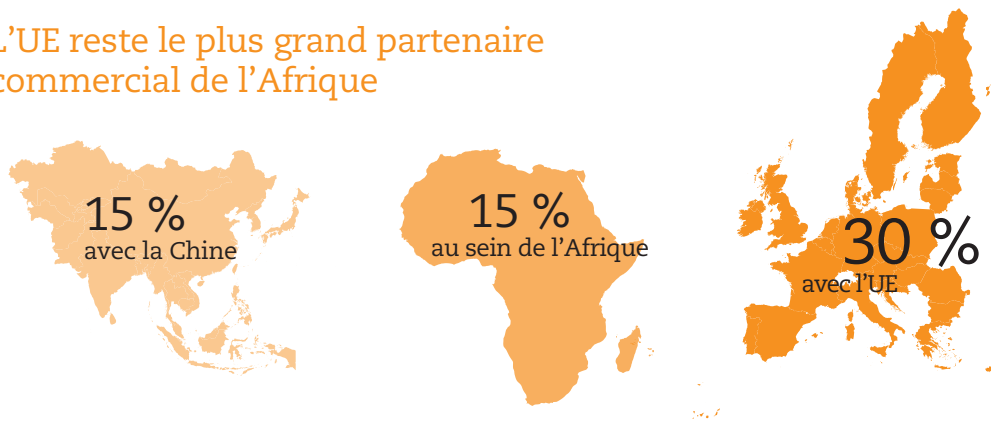 L’UE reste le plus grand partenaire
commercial de l’Afrique
15 %
avec la Chine
15 %
au sein de l’Afrique
30 %
avec l’UE